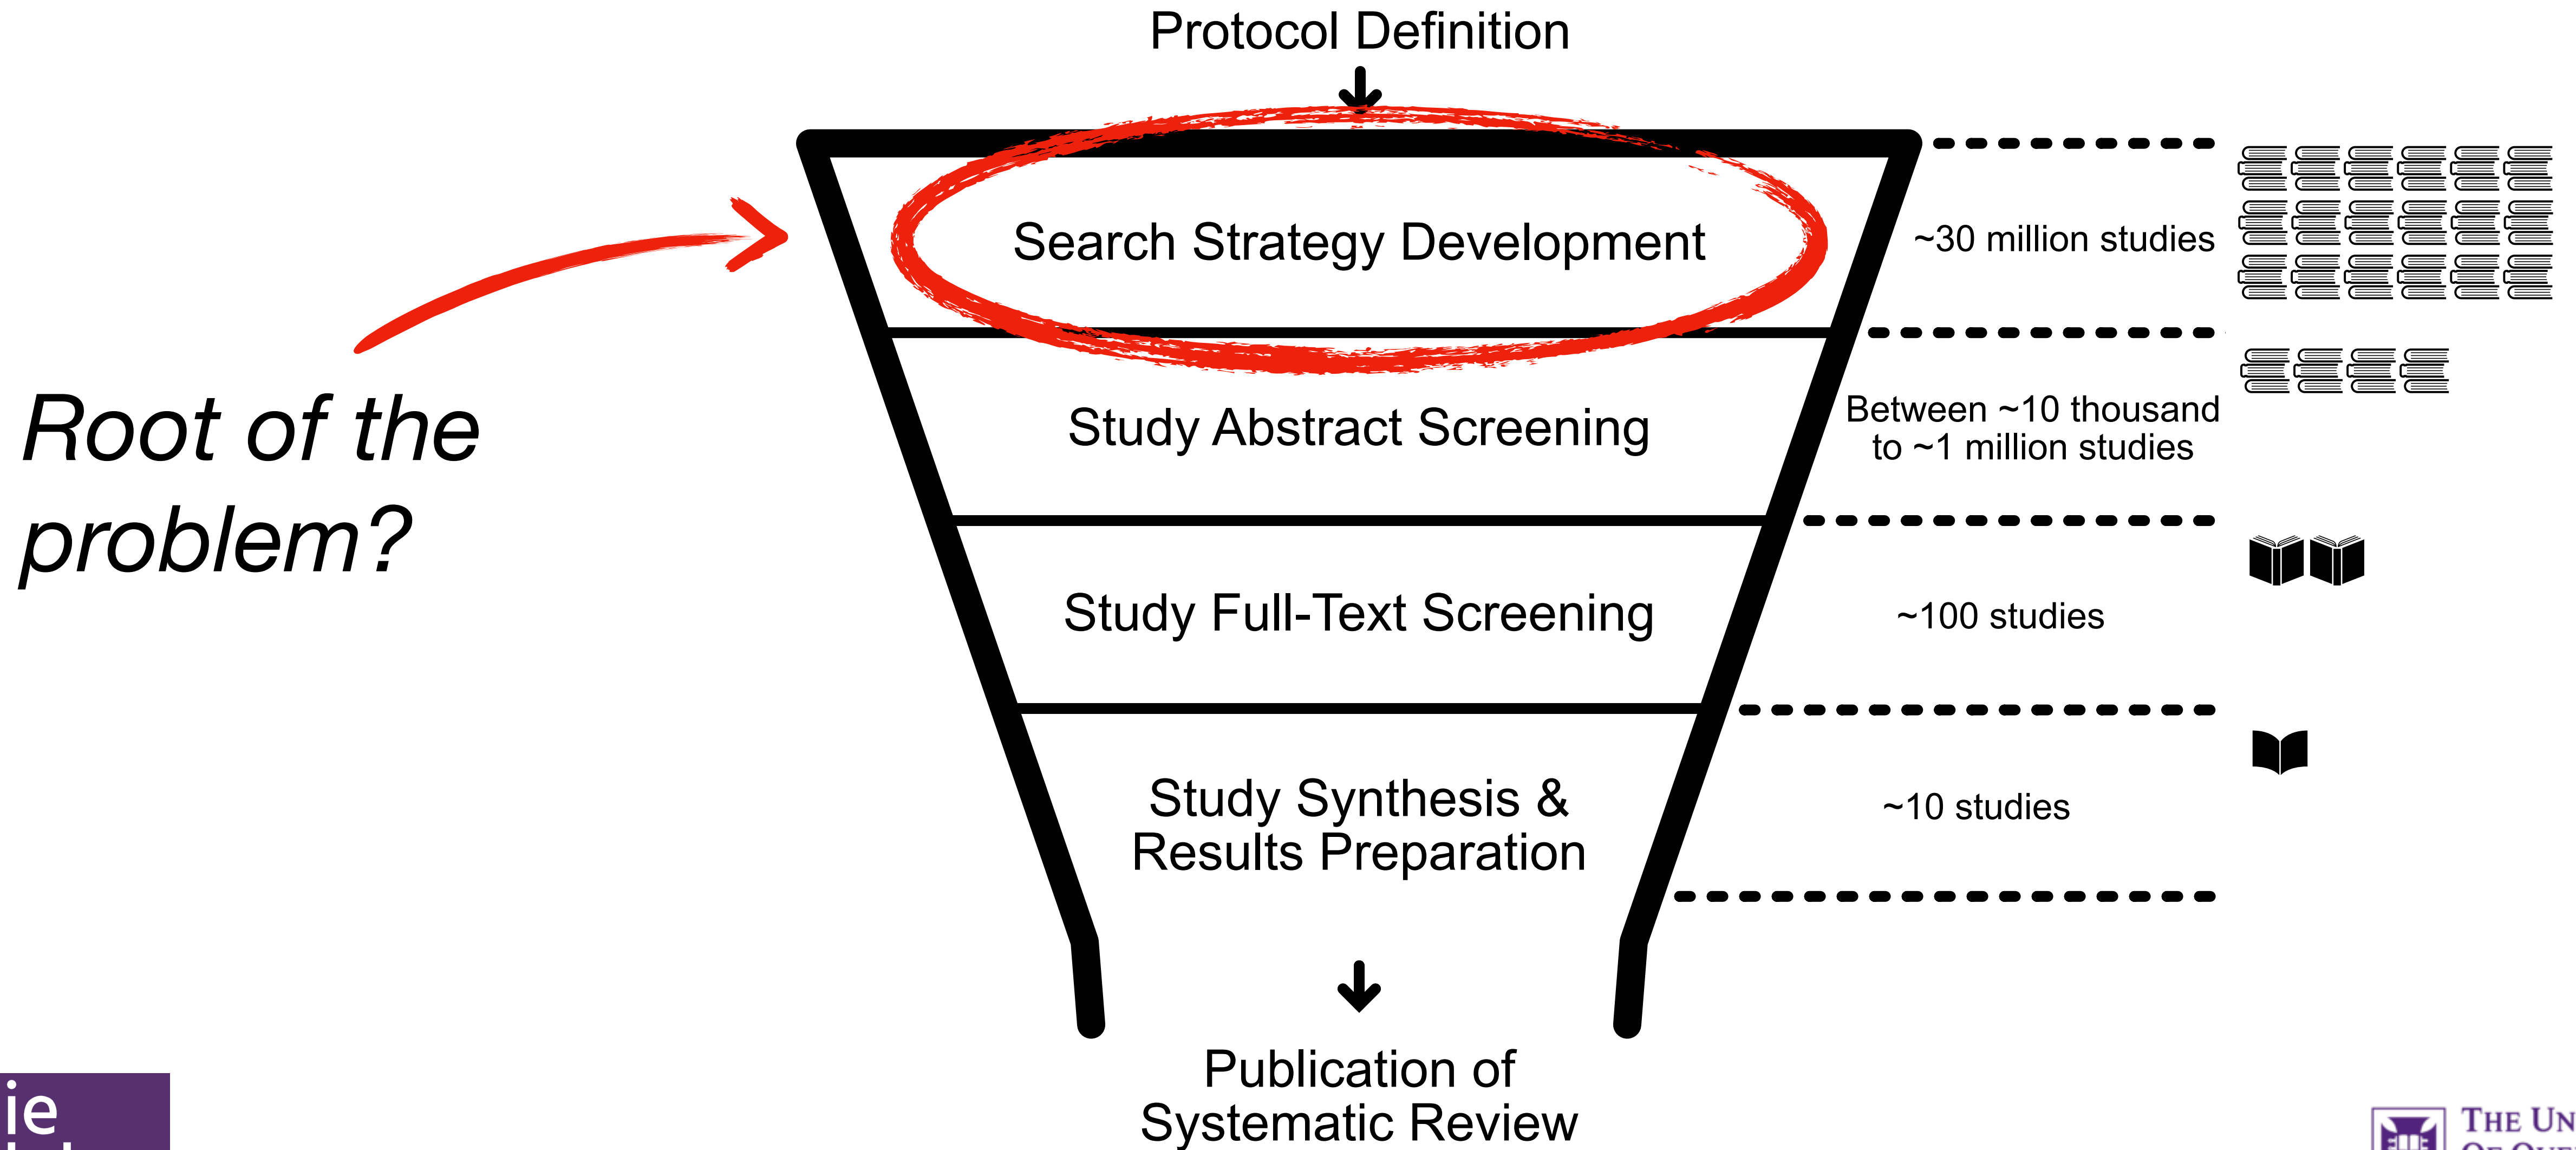 Protocol Definition
Search Strategy Development
~30 million studies
Root of the
problem?
Study Abstract Screening
Between ~10 thousand
to ~1 million studies
Study Full-Text Screening
~100 studies
Study Synthesis &
Results Preparation
~10 studies
Publication of
Systematic Review
ie
THE UN